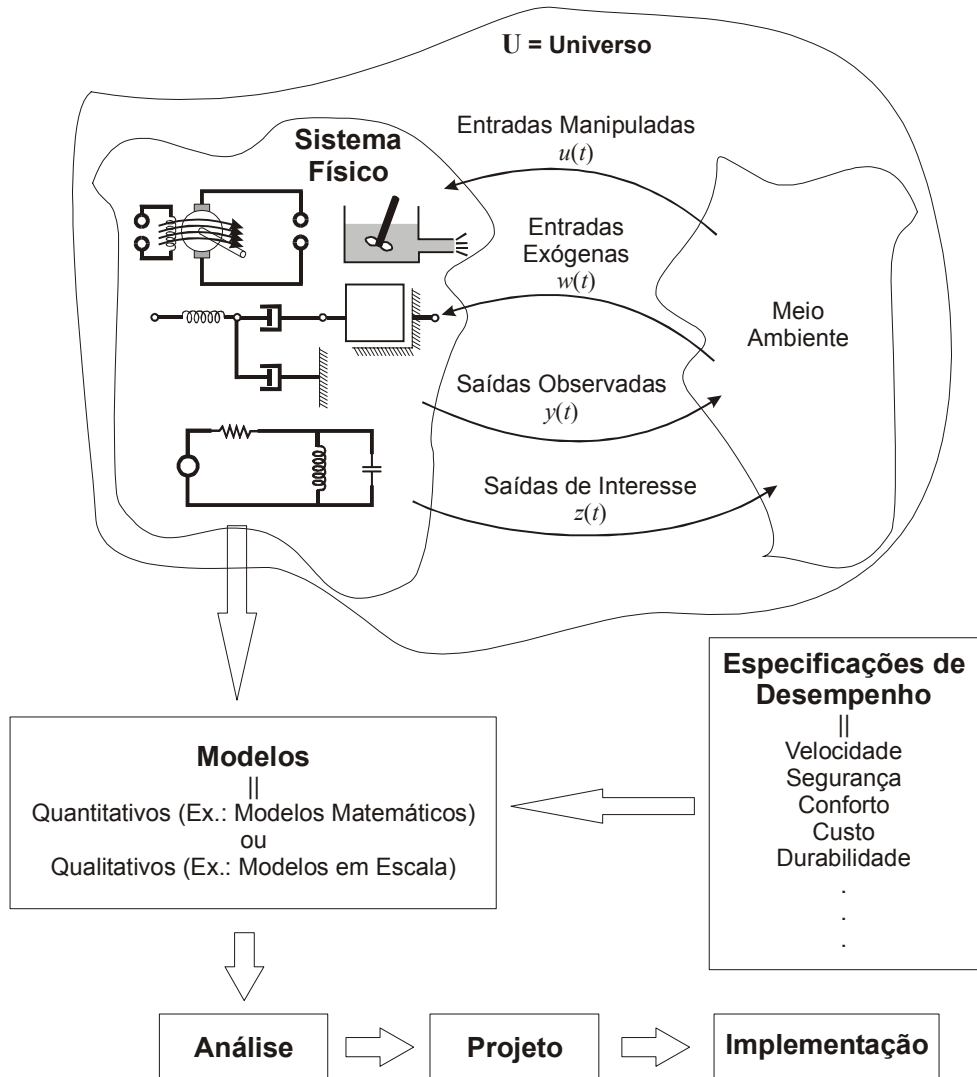 U = Universo
Sistema
Físico
Entradas Manipuladas
u(t)
Entradas
Exógenas
w(t)
Meio
Ambiente
Saídas Observadas
y(t)
Saídas de Interesse
z(t)
Especificações de
Desempenho
||
Velocidade
Segurança
Conforto
Custo
Durabilidade
.
.
.
Modelos
||
Quantitativos (Ex.: Modelos Matemáticos)
ou
Qualitativos (Ex.: Modelos em Escala)
Análise
Projeto
Implementação